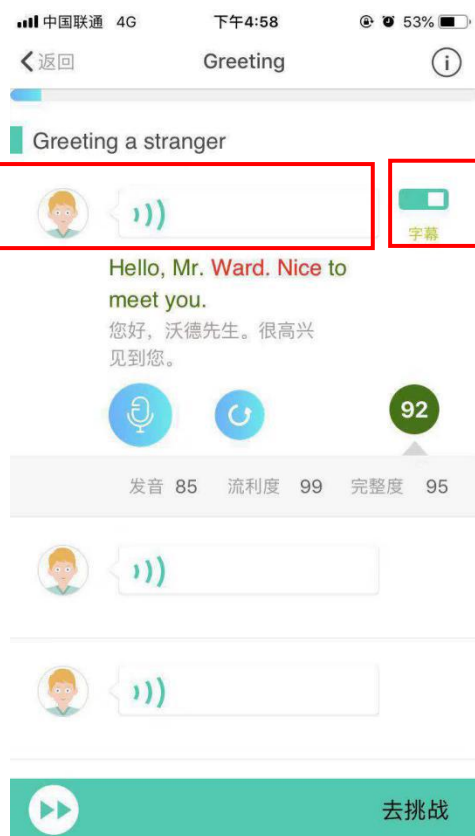 中国联通 4G 下午4:58 53%
返回 Greeting i
Greeting a stranger
字幕
Hello, Mr. Ward. Nice to
meet you.
您好，沃德先生。很高兴
见到您。
92
发音 85 流利度 99 完整度 95
去挑战